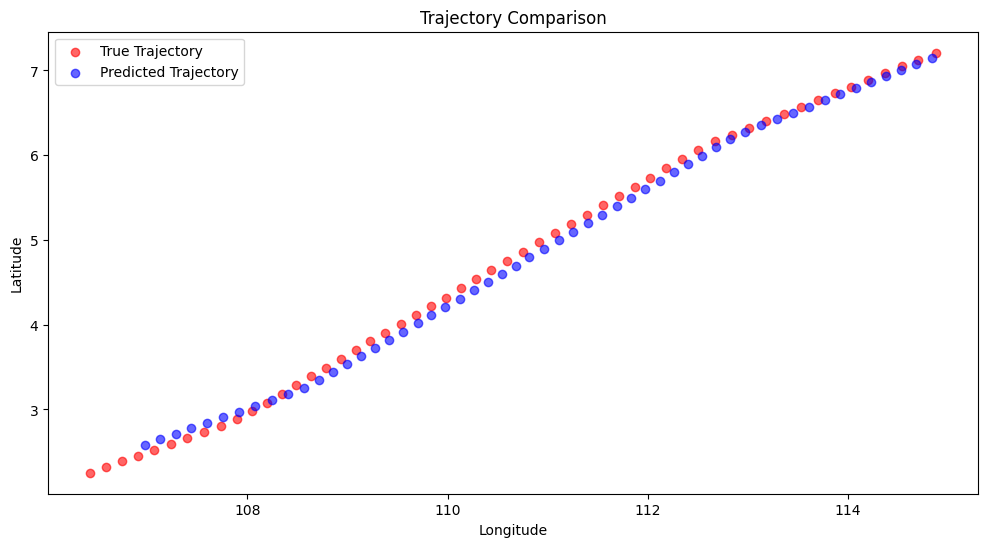 Trajectory Comparison
True Trajectory
Predicted Trajectory
7
6
5
4
3
Latitude
108
110
112
114
Longitude